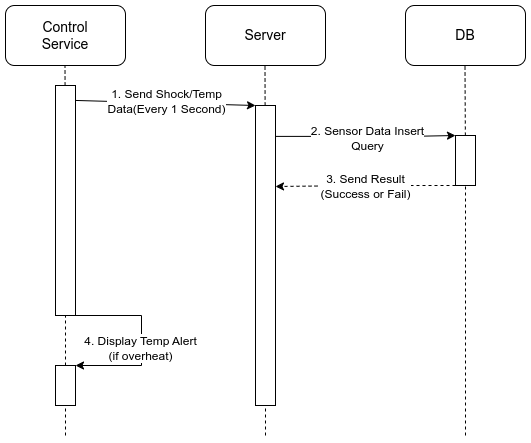 Control
Service
Server
DB
1. Send Shock/Temp
Data(Every 1 Second)
2. Sensor Data Insert
Query
3. Send Result
(Success or Fail)
4. Display Temp Alert
(if overheat)